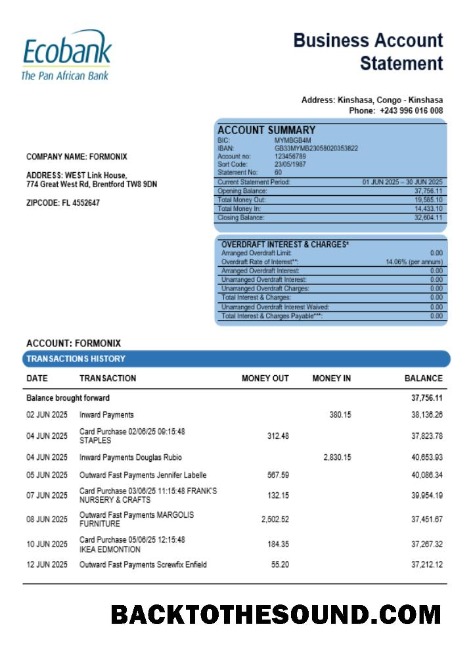 Ecobank
The Pan African Bank
Business Account
Statement
Address: Kinshasa, Congo - Kinshasa
Phone: +243 996 016 008
COMPANY NAME: FORMONIX
ADDRESS: WEST Link House,
774 Great West Rd, Brentford TW8 9DN
ZIPCODE: FL 4552647
ACCOUNT SUMMARY
BIC: MYMBGB4M
IBAN: GB33MYMB23058020353822
Account no: 123456789
Sort Code: 23/05/1987
Statement No: 60
Current Statement Period: 01 JUN 2025 – 30 JUN 2025
Opening Balance: 37,756.11
Total Money Out: 19,585.10
Total Money In: 14,433.10
Closing Balance: 32,604.11
OVERDRAFT INTEREST & CHARGES*
Arranged Overdraft Limit: 0.00
Overdraft Rate of Interest**: 14.06% (per annum)
Arranged Overdraft Interest: 0.00
Unarranged Overdraft Interest: 0.00
Unarranged Overdraft Charges: 0.00
Total Interest & Charges: 0.00
Unarranged Overdraft Interest Waived: 0.00
Total Interest & Charges Payable***: 0.00
ACCOUNT: FORMONIX
TRANSACTIONS HISTORY
DATE TRANSACTION MONEY OUT MONEY IN BALANCE
Balance brought forward 37,756.11
02 JUN 2025 Inward Payments 380.15 38,136.26
04 JUN 2025 Card Purchase 02/06/25 09:15:48 312.48 37,823.78
STAPLES
04 JUN 2025 Inward Payments Douglas Rubio 2,830.15 40,653.93
05 JUN 2025 Outward Fast Payments Jennifer Labelle 567.59 40,086.34
07 JUN 2025 Card Purchase 03/06/25 11:15:48 FRANK'S 132.15 39,954.19
NURSERY & CRAFTS
08 JUN 2025 Outward Fast Payments MARGOLIS 2,502.52 37,451.67
FURNITURE
10 JUN 2025 Card Purchase 05/06/25 12:15:48 184.35 37,267.32
IKEA EDMONTION
12 JUN 2025 Outward Fast Payments Screwfix Enfield 55.20 37,212.12
BACKTOTHESOUND.COM